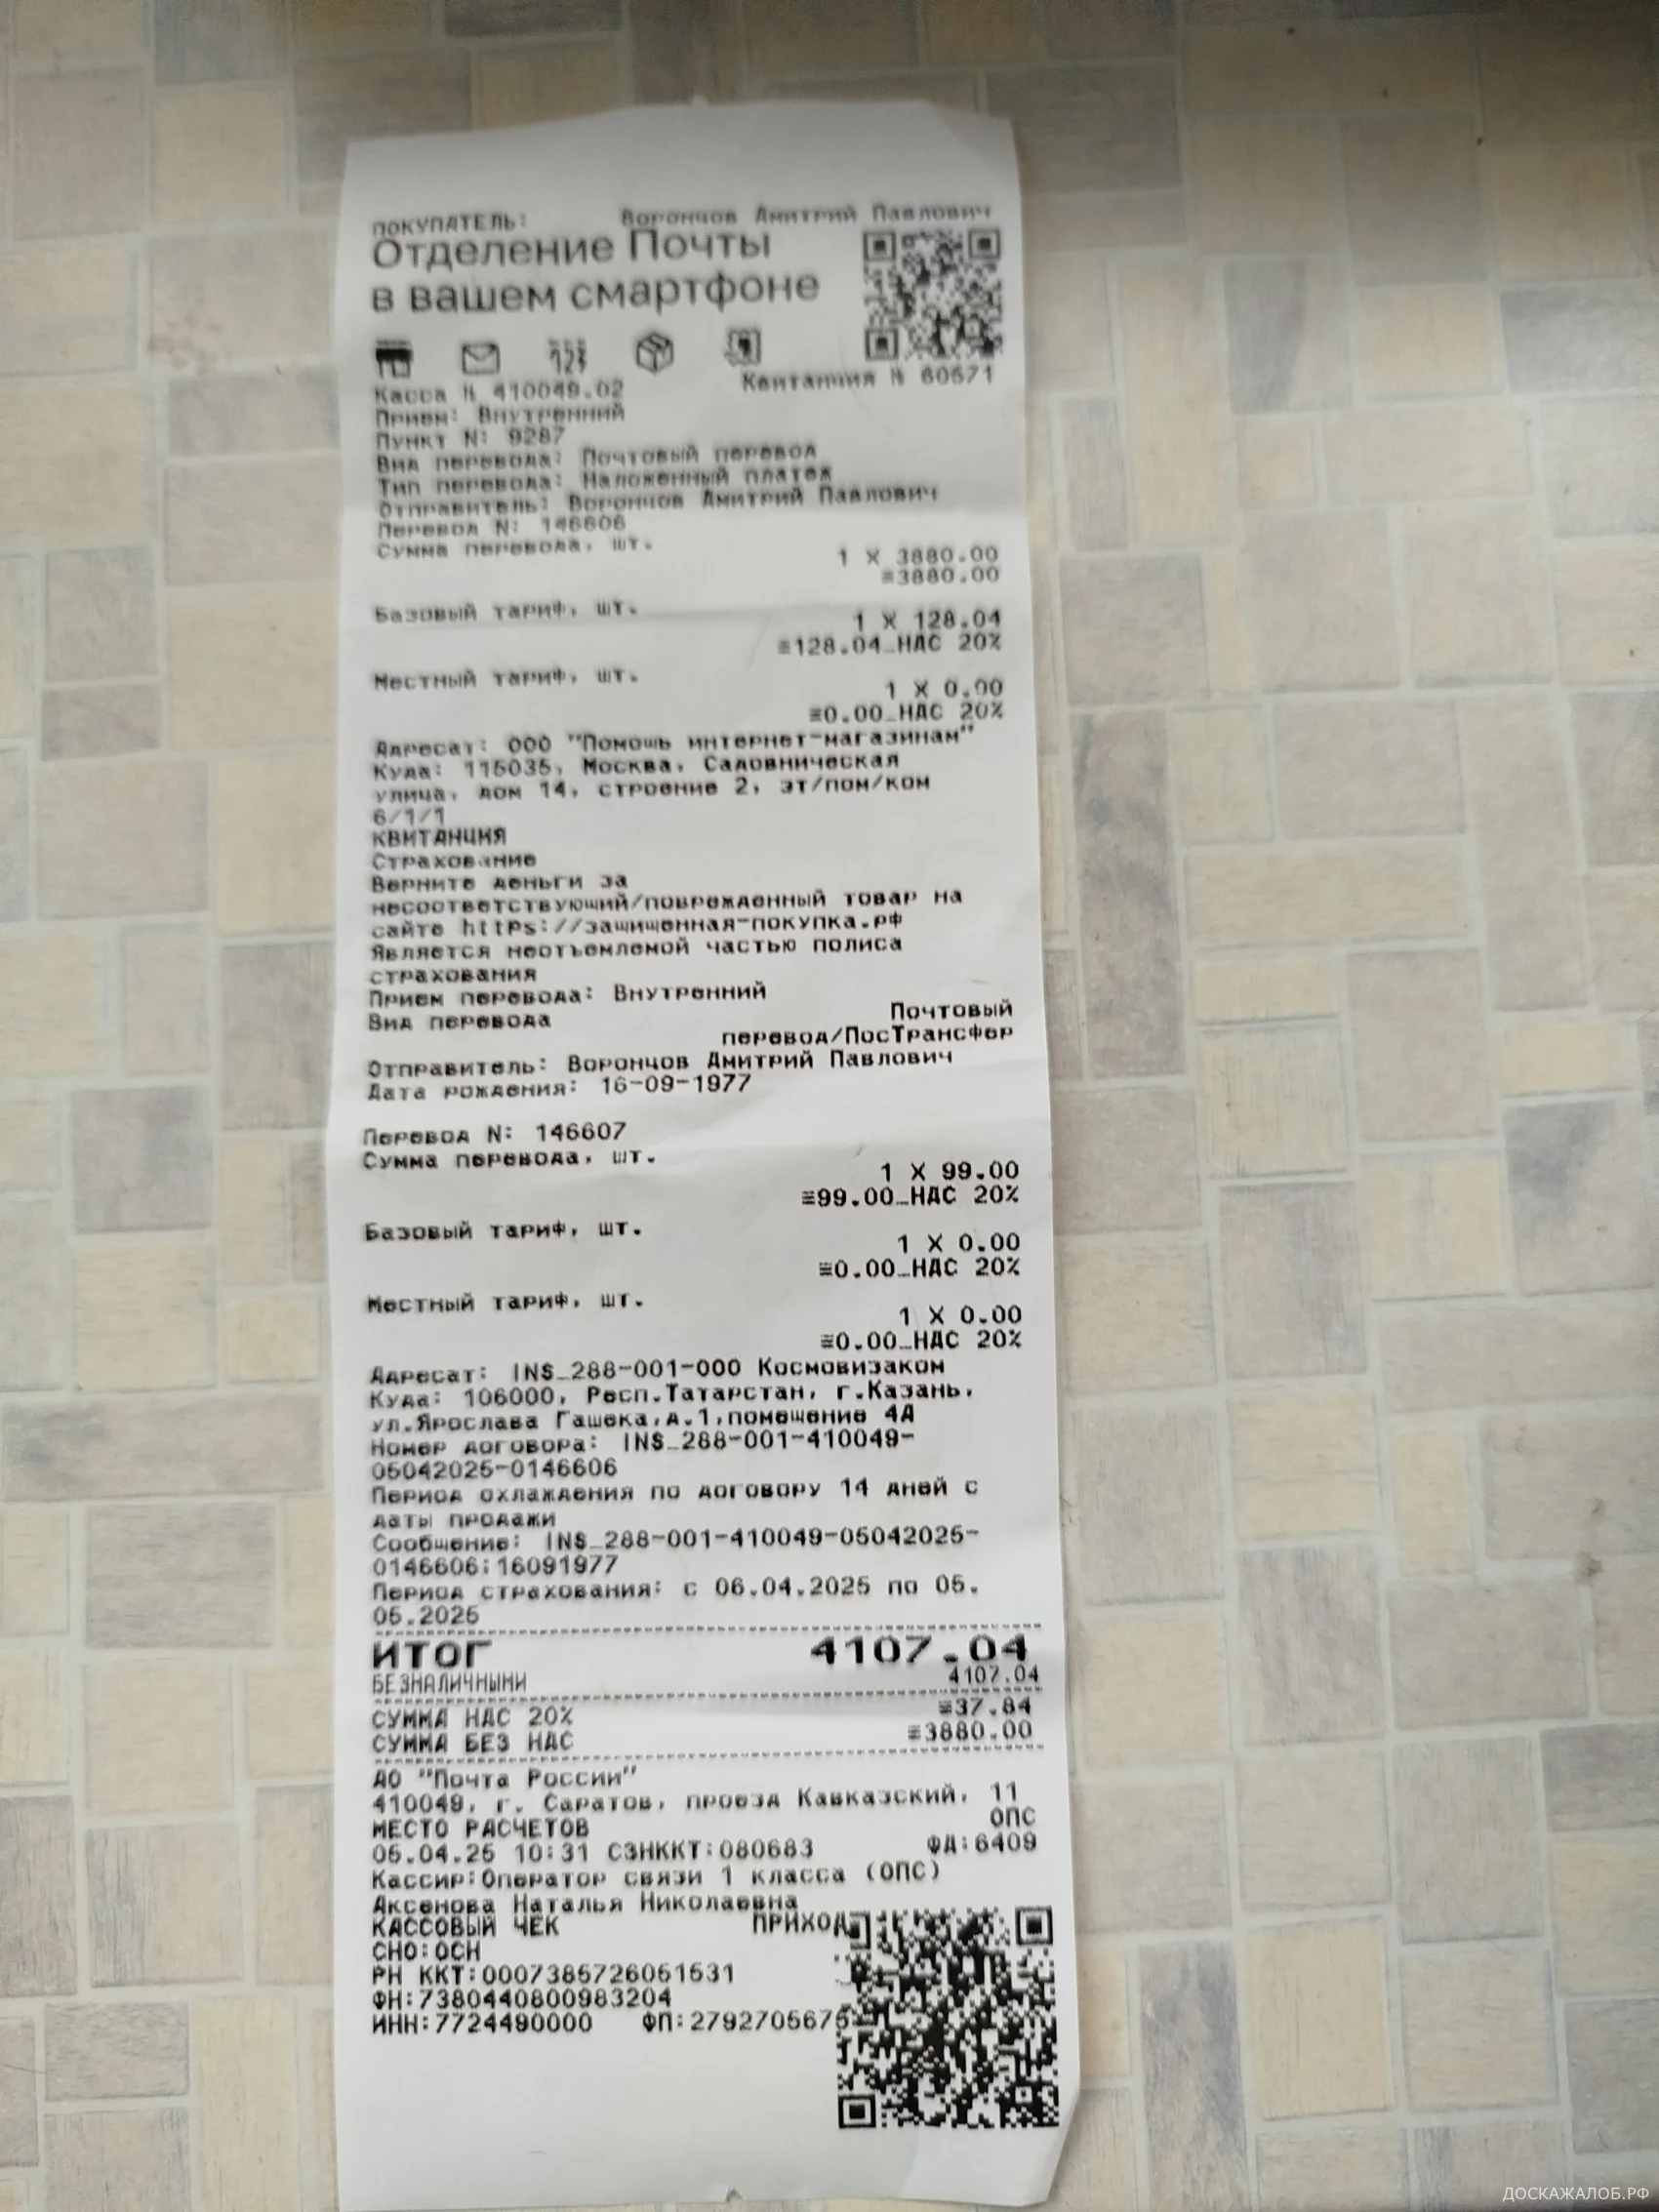 ПОКУПАТЕЛЬ: Воронцов Дмитрий Павлович
Отделение Почты
в вашем смартфоне
Касса N 410049.02 Квитанция N 60571
Прием: Внутренний
Пункт N: 9287
Вид перевода: Почтовый перевод
Тип перевода: Наложенный платеж
Отправитель: Воронцов Дмитрий Павлович
Перевод N: 146606
Сумма перевода, шт.
1 X 3880.00
≡3880.00
Базовый тариф, шт.
1 X 128.04
≡128.04_НДС 20%
Местный тариф, шт.
1 X 0.00
≡0.00_НДС 20%
Адресат: ООО "Помощь интернет-магазинам"
Куда: 115035, Москва, Садовническая
улица, дом 14, строение 2, эт/пом/ком
6/1/1
КВИТАНЦИЯ
Страхование
Верните деньги за
несоответствующий/поврежденный товар на
сайте https://защищенная-покупка.рф
Является неотъемлемой частью полиса
страхования
Прием перевода: Внутренний
Вид перевода Почтовый
перевод/ПосТрансфер
Отправитель: Воронцов Дмитрий Павлович
Дата рождения: 16-09-1977
Перевод N: 146607
Сумма перевода, шт.
1 X 99.00
≡99.00_НДС 20%
Базовый тариф, шт.
1 X 0.00
≡0.00_НДС 20%
Местный тариф, шт.
1 X 0.00
≡0.00_НДС 20%
Адресат: INS_288-001-000 Космовизаком
Куда: 106000, Респ.Татарстан, г.Казань,
ул.Ярослава Гашека,д.1,помещение 4А
Номер договора: INS_288-001-410049-
05042025-0146606
Период охлаждения по договору 14 дней с
даты продажи
Сообщение: INS_288-001-410049-05042025-
0146606;16091977
Период страхования: с 06.04.2025 по 05.
05.2025
ИТОГ 4107.04
БЕЗНАЛИЧНЫМИ 4107.04
СУММА НДС 20% ≡37.84
СУММА БЕЗ НДС ≡3880.00
АО "Почта России"
410049, г. Саратов, проезд Кавказский, 11
МЕСТО РАСЧЕТОВ ОПС
05.04.25 10:31 СЗНККТ:080683 ФД:6409
Кассир:Оператор связи 1 класса (ОПС)
Аксенова Наталья Николаевна
КАССОВЫЙ ЧЕК ПРИХОД
СНО:ОСН
РН ККТ:0007385726051531
ФН:7380440800983204
ИНН:7724490000 ФП:2792705675
ДОСКАЖАЛОБ.РФ